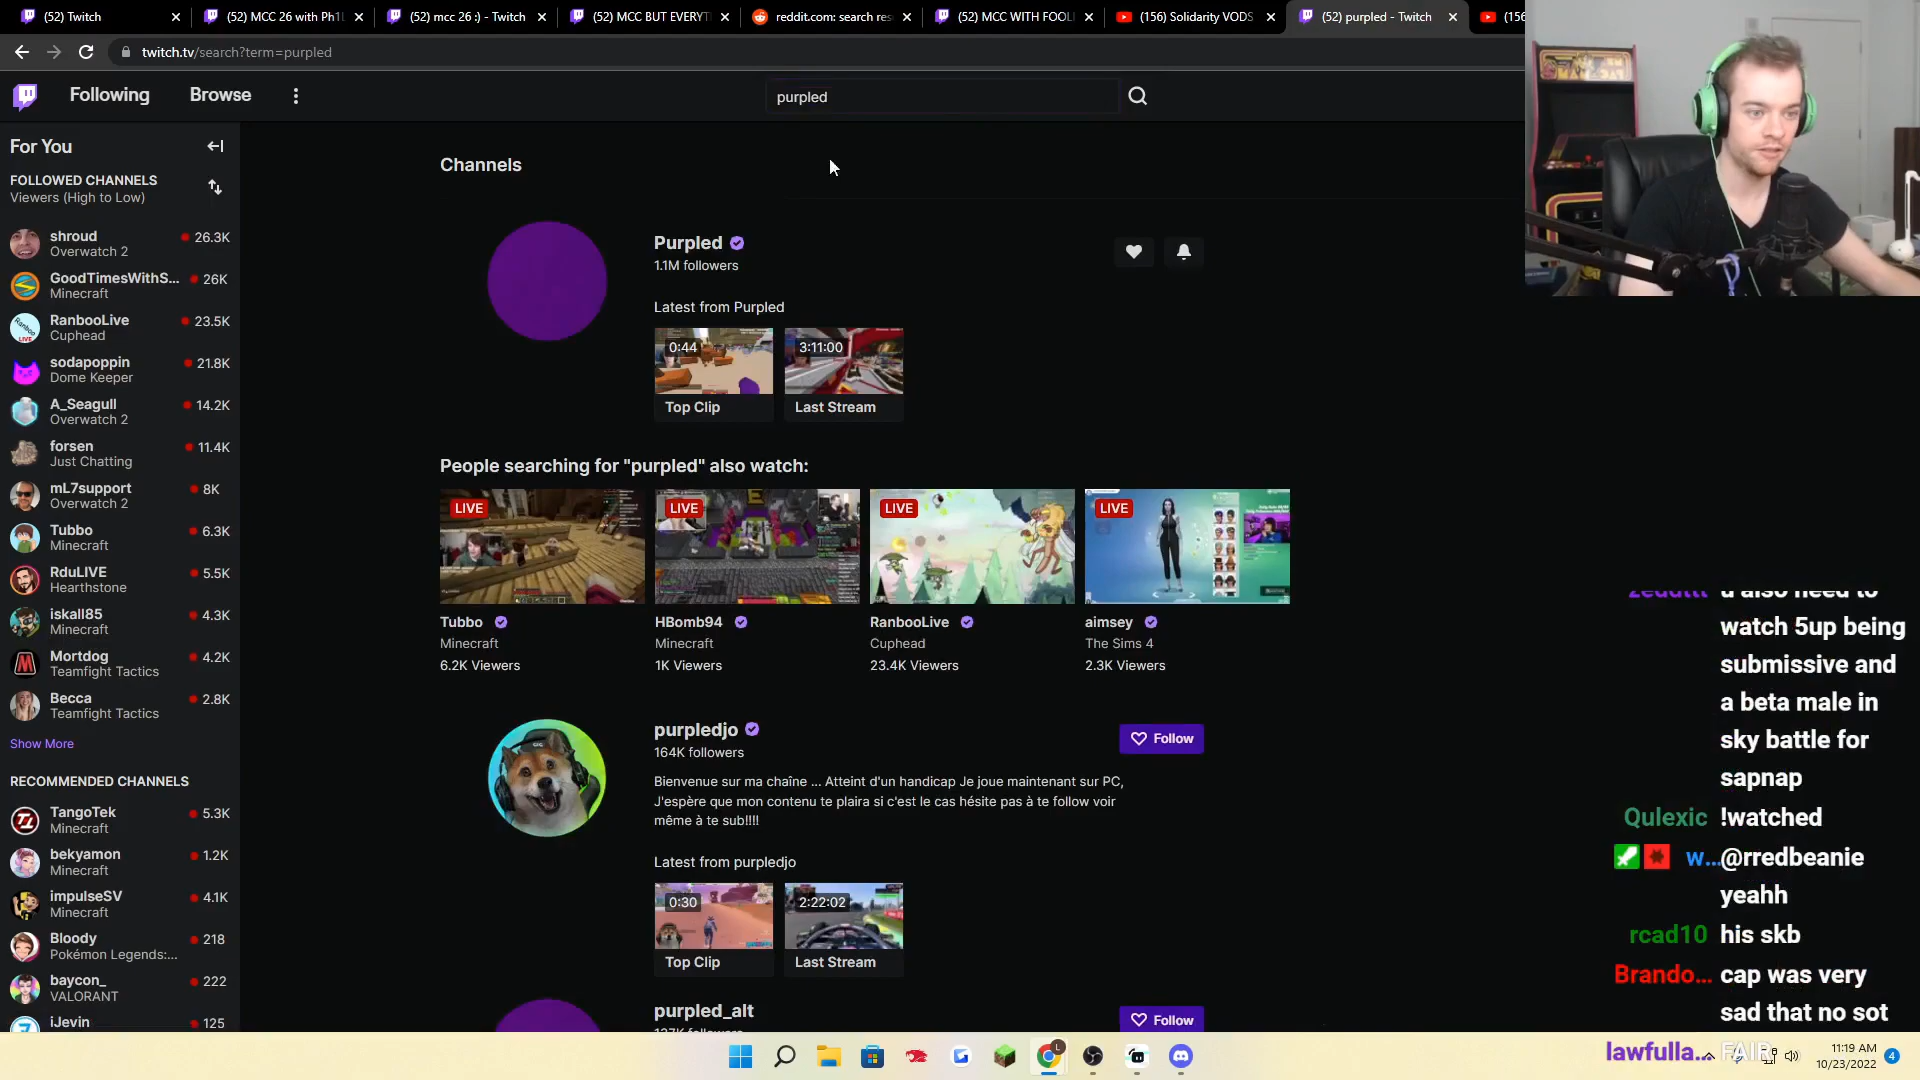 (52) Twitch
(52) MCC 26 with Ph1L
(52) mcc 26 :) - Twitch
(52) MCC BUT EVERYT
reddit.com: search res
(52) MCC WITH FOOL
(156) Solidarity VODS
(52) purpled - Twitch
(156
twitch.tv/search?term=purpled
Following
Browse
purpled
For You
FOLLOWED CHANNELS
Viewers (High to Low)
shroud 26.3K
Overwatch 2
GoodTimesWithS... 26K
Minecraft
RanbooLive 23.5K
Cuphead
sodapoppin 21.8K
Dome Keeper
A_Seagull 14.2K
Overwatch 2
forsen 11.4K
Just Chatting
mL7support 8K
Overwatch 2
Tubbo 6.3K
Minecraft
RduLIVE 5.5K
Hearthstone
iskall85 4.3K
Minecraft
Mortdog 4.2K
Teamfight Tactics
Becca 2.8K
Teamfight Tactics
Show More
RECOMMENDED CHANNELS
TangoTek 5.3K
Minecraft
bekyamon 1.2K
Minecraft
impulseSV 4.1K
Minecraft
Bloody 218
Pokémon Legends:...
baycon_ 222
VALORANT
iJevin 125
Channels
Purpled
1.1M followers
Latest from Purpled
0:44
3:11:00
Top Clip
Last Stream
People searching for "purpled" also watch:
LIVE
LIVE
LIVE
LIVE
Tubbo
Minecraft
6.2K Viewers
HBomb94
Minecraft
1K Viewers
RanbooLive
Cuphead
23.4K Viewers
aimsey
The Sims 4
2.3K Viewers
purpledjo
164K followers
Follow
Bienvenue sur ma chaîne ... Atteint d'un handicap Je joue maintenant sur PC,
J'espère que mon contenu te plaira si c'est le cas hésite pas à te follow voir
même à te sub!!!!
Latest from purpledjo
0:30
2:22:02
Top Clip
Last Stream
purpled_alt
Follow
u also need to
watch 5up being
submissive and
a beta male in
sky battle for
sapnap
Qulexic !watched
w... @rredbeanie
yeahh
rcad10 his skb
Brando... cap was very
sad that no sot
lawfulla... FAIR
11:19 AM
10/23/2022
4